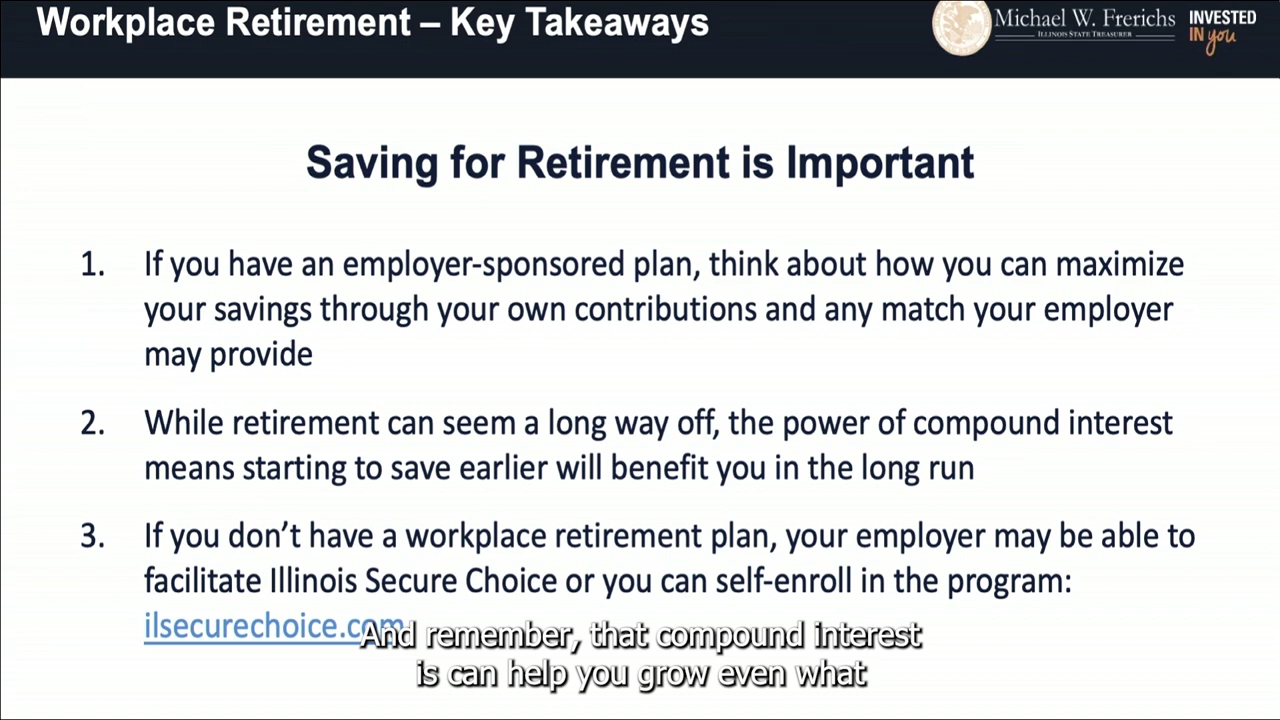 Workplace Retirement – Key Takeaways
Michael W. Frerichs
ILLINOIS STATE TREASURER
INVESTED
IN you
Saving for Retirement is Important
1. If you have an employer-sponsored plan, think about how you can maximize
your savings through your own contributions and any match your employer
may provide
2. While retirement can seem a long way off, the power of compound interest
means starting to save earlier will benefit you in the long run
3. If you don’t have a workplace retirement plan, your employer may be able to
facilitate Illinois Secure Choice or you can self-enroll in the program:
ilsecurechoice.com
And remember, that compound interest
is can help you grow even what